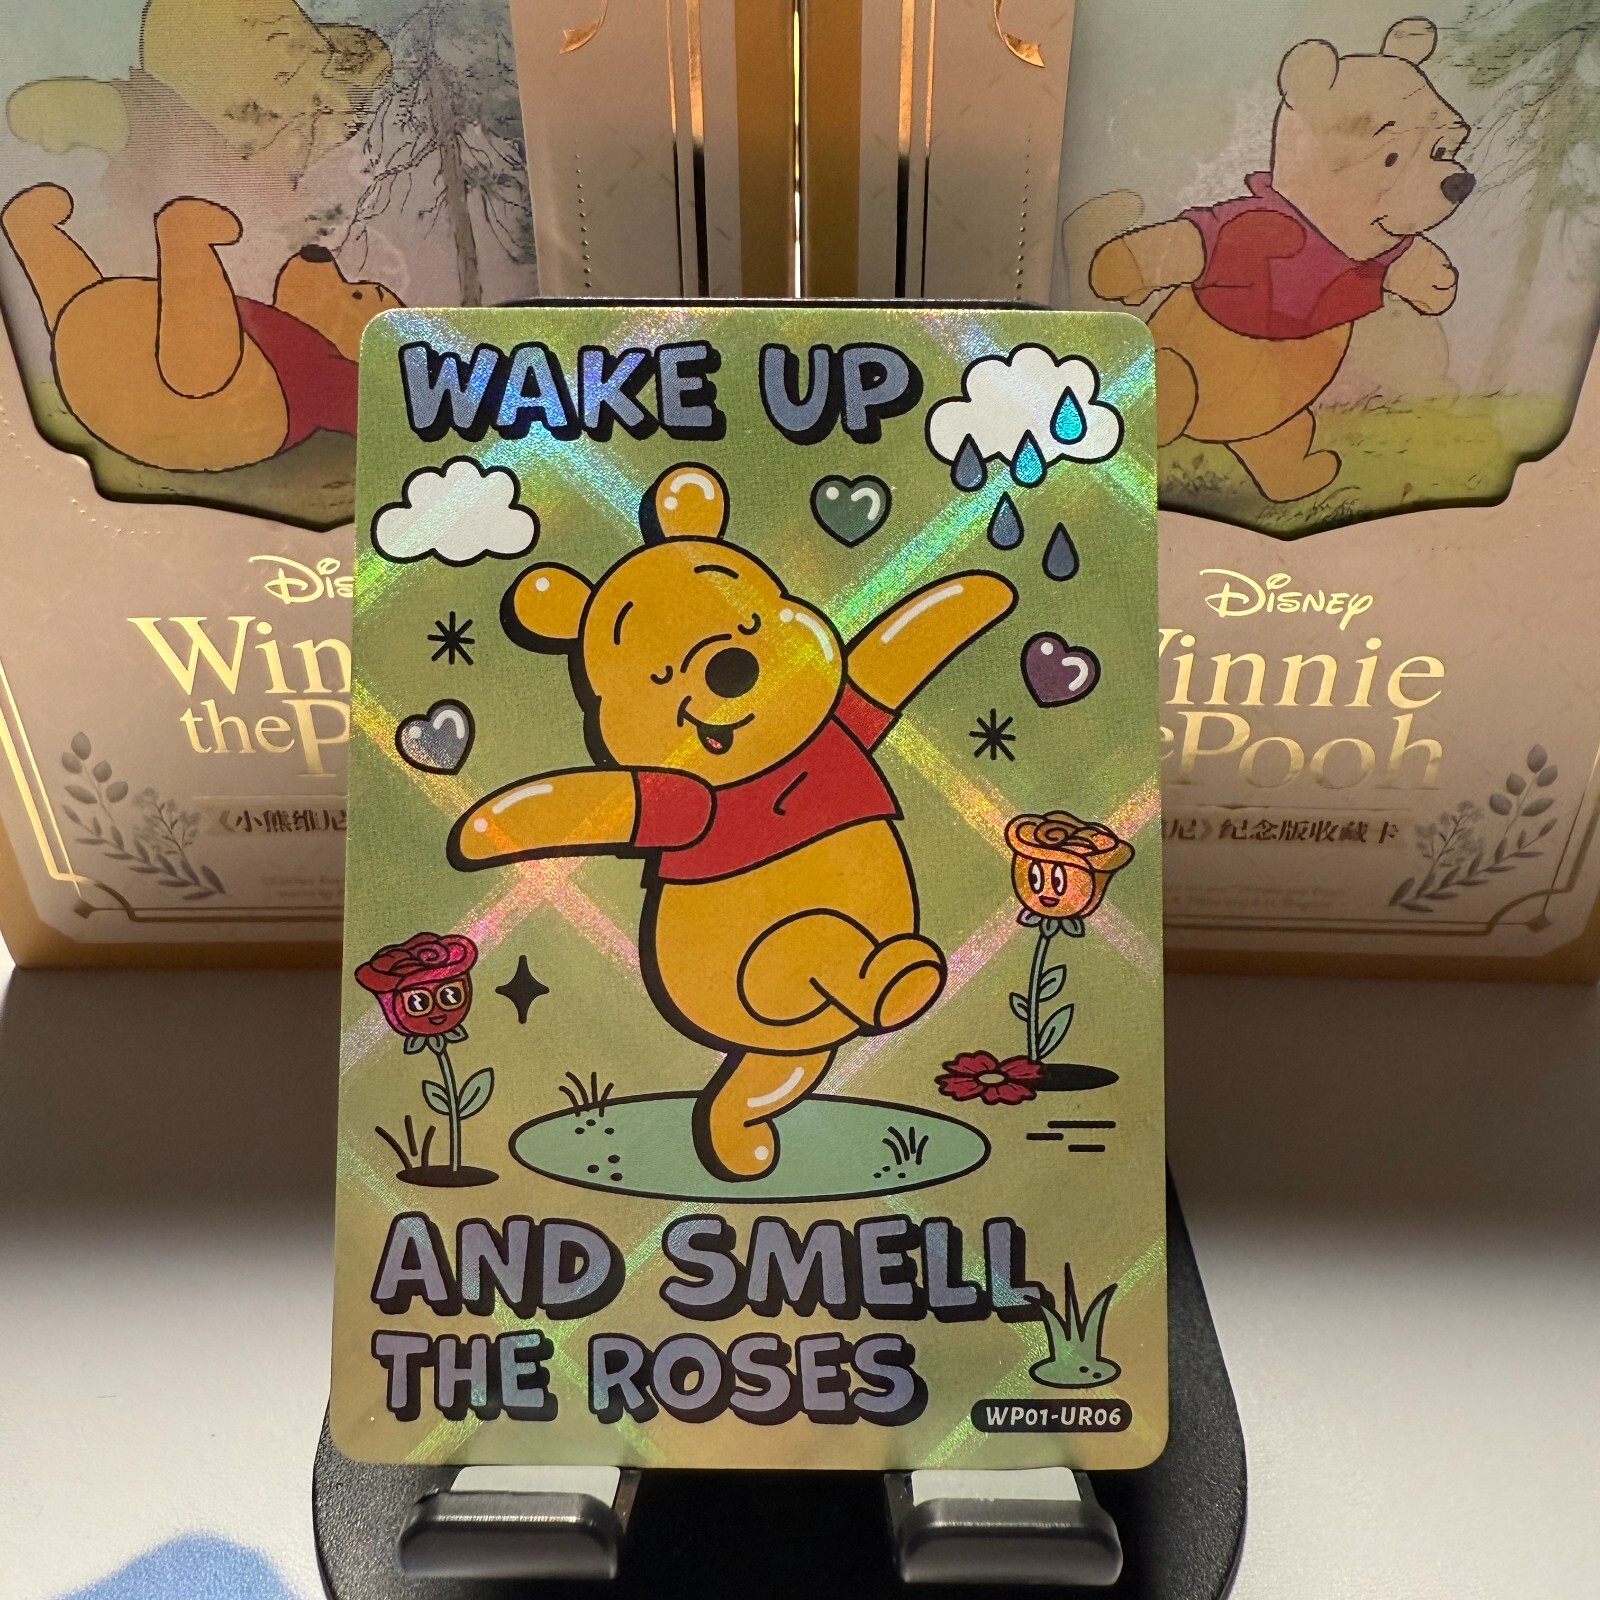 WAKE UP
DISNEY
Winnie
the Pooh
《小熊维尼
尼》纪念版收藏卡
AND SMELL
THE ROSES
WP01-UR06